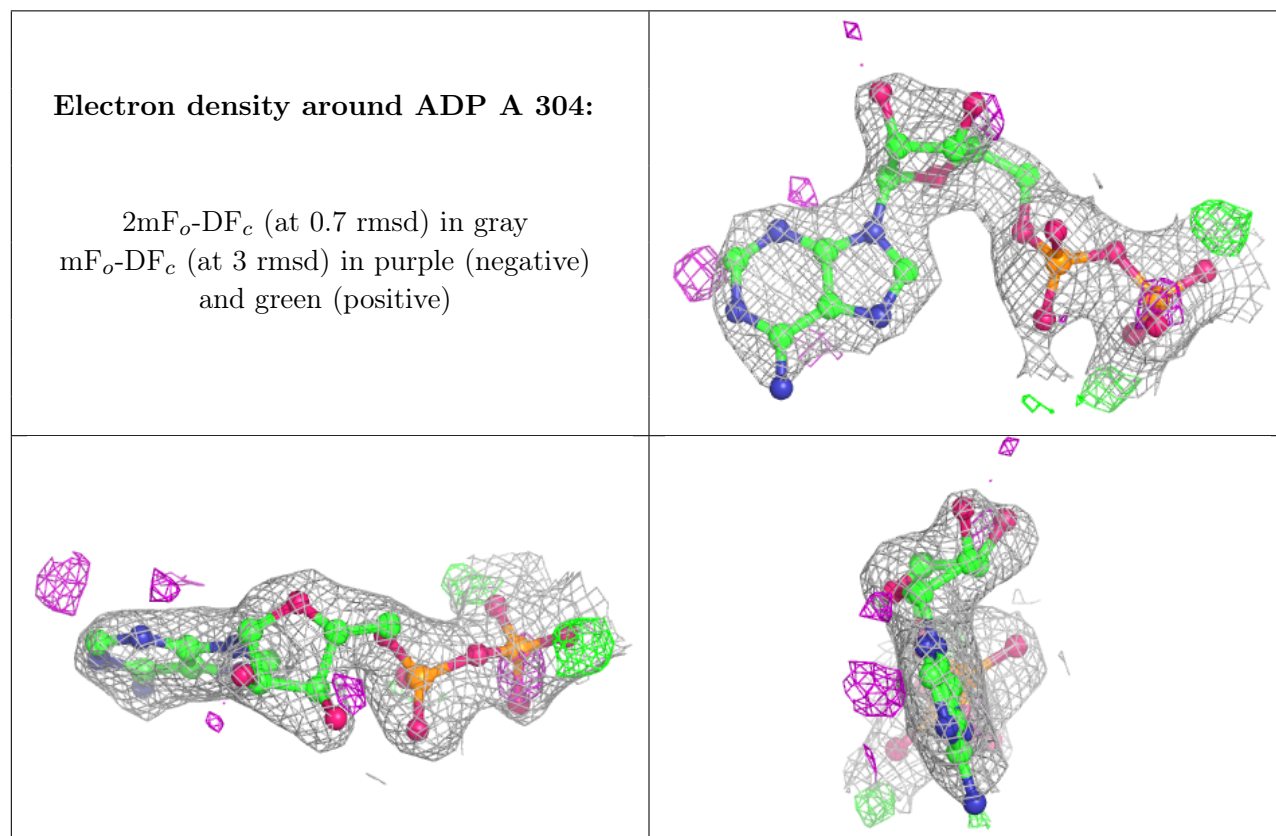 Electron density around ADP A 304:
2mFo-DFc (at 0.7 rmsd) in gray
mFo-DFc (at 3 rmsd) in purple (negative)
and green (positive)